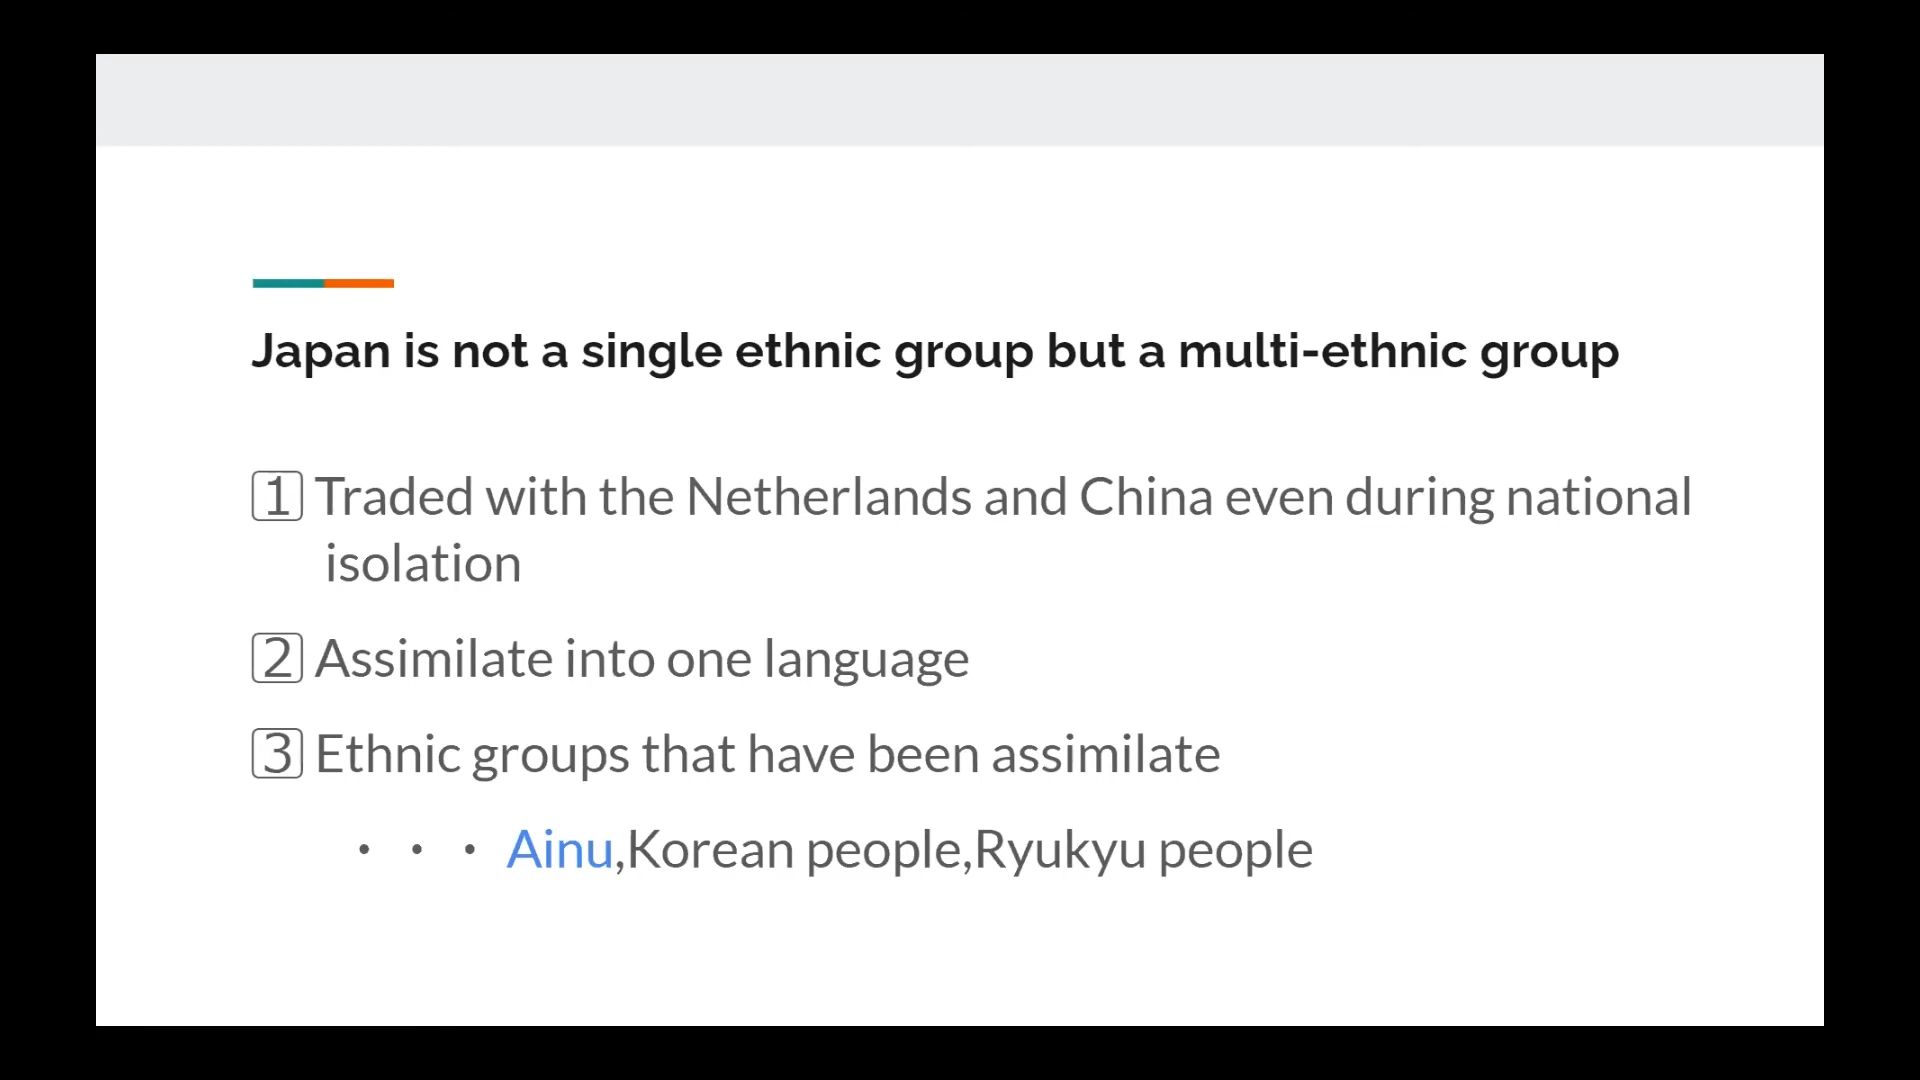 Japan is not a single ethnic group but a multi-ethnic group
1 Traded with the Netherlands and China even during national
isolation
2 Assimilate into one language
3 Ethnic groups that have been assimilate
・・・ Ainu,Korean people,Ryukyu people